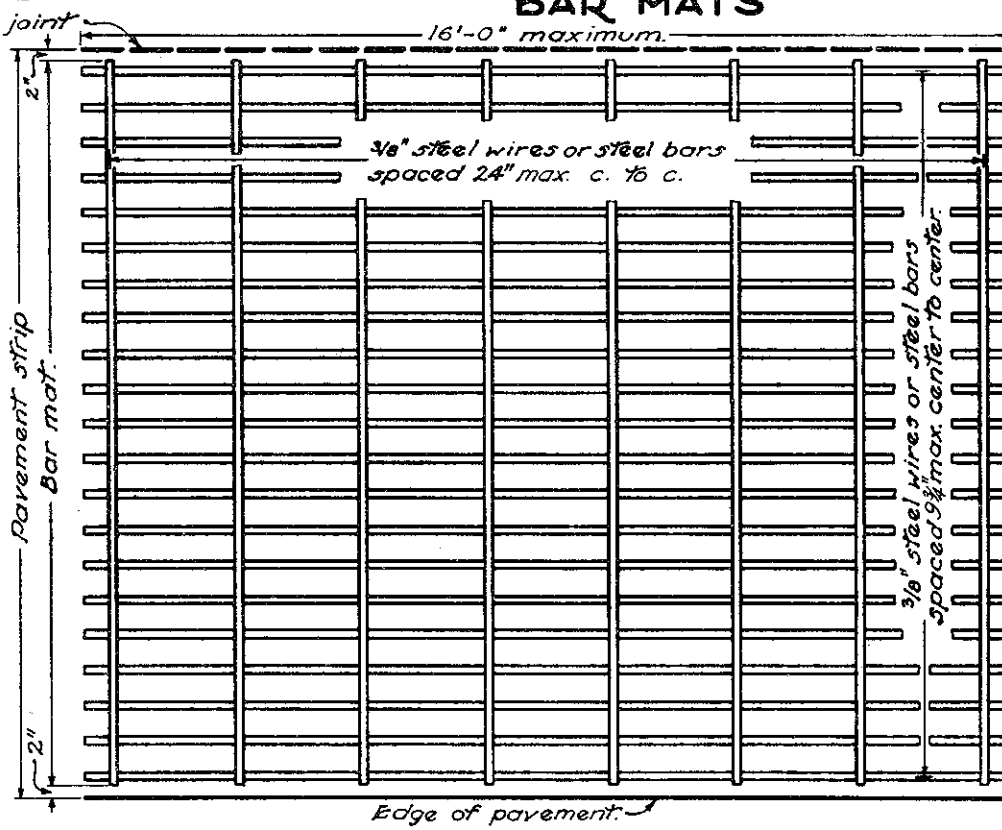 BAR MATS
joint
16'-0" maximum.
2"
3/8" steel wires or steel bars
spaced 24" max. c. to c.
3/8" steel wires or steel bars
spaced 9¾" max. center to center.
Pavement strip
Bar mat.
2"
Edge of pavement.